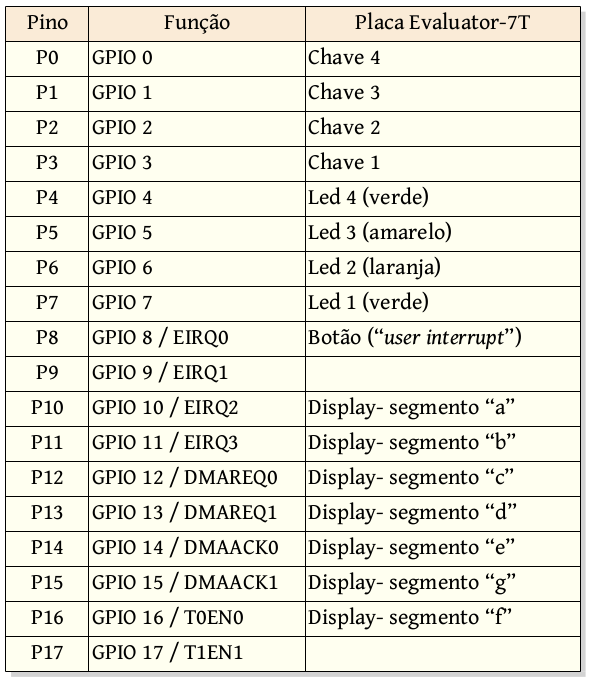 Pino Função Placa Evaluator-7T
P0 GPIO 0 Chave 4
P1 GPIO 1 Chave 3
P2 GPIO 2 Chave 2
P3 GPIO 3 Chave 1
P4 GPIO 4 Led 4 (verde)
P5 GPIO 5 Led 3 (amarelo)
P6 GPIO 6 Led 2 (laranja)
P7 GPIO 7 Led 1 (verde)
P8 GPIO 8 / EIRQ0 Botão (“user interrupt”)
P9 GPIO 9 / EIRQ1
P10 GPIO 10 / EIRQ2 Display- segmento “a”
P11 GPIO 11 / EIRQ3 Display- segmento “b”
P12 GPIO 12 / DMAREQ0 Display- segmento “c”
P13 GPIO 13 / DMAREQ1 Display- segmento “d”
P14 GPIO 14 / DMAACK0 Display- segmento “e”
P15 GPIO 15 / DMAACK1 Display- segmento “g”
P16 GPIO 16 / T0EN0 Display- segmento “f”
P17 GPIO 17 / T1EN1